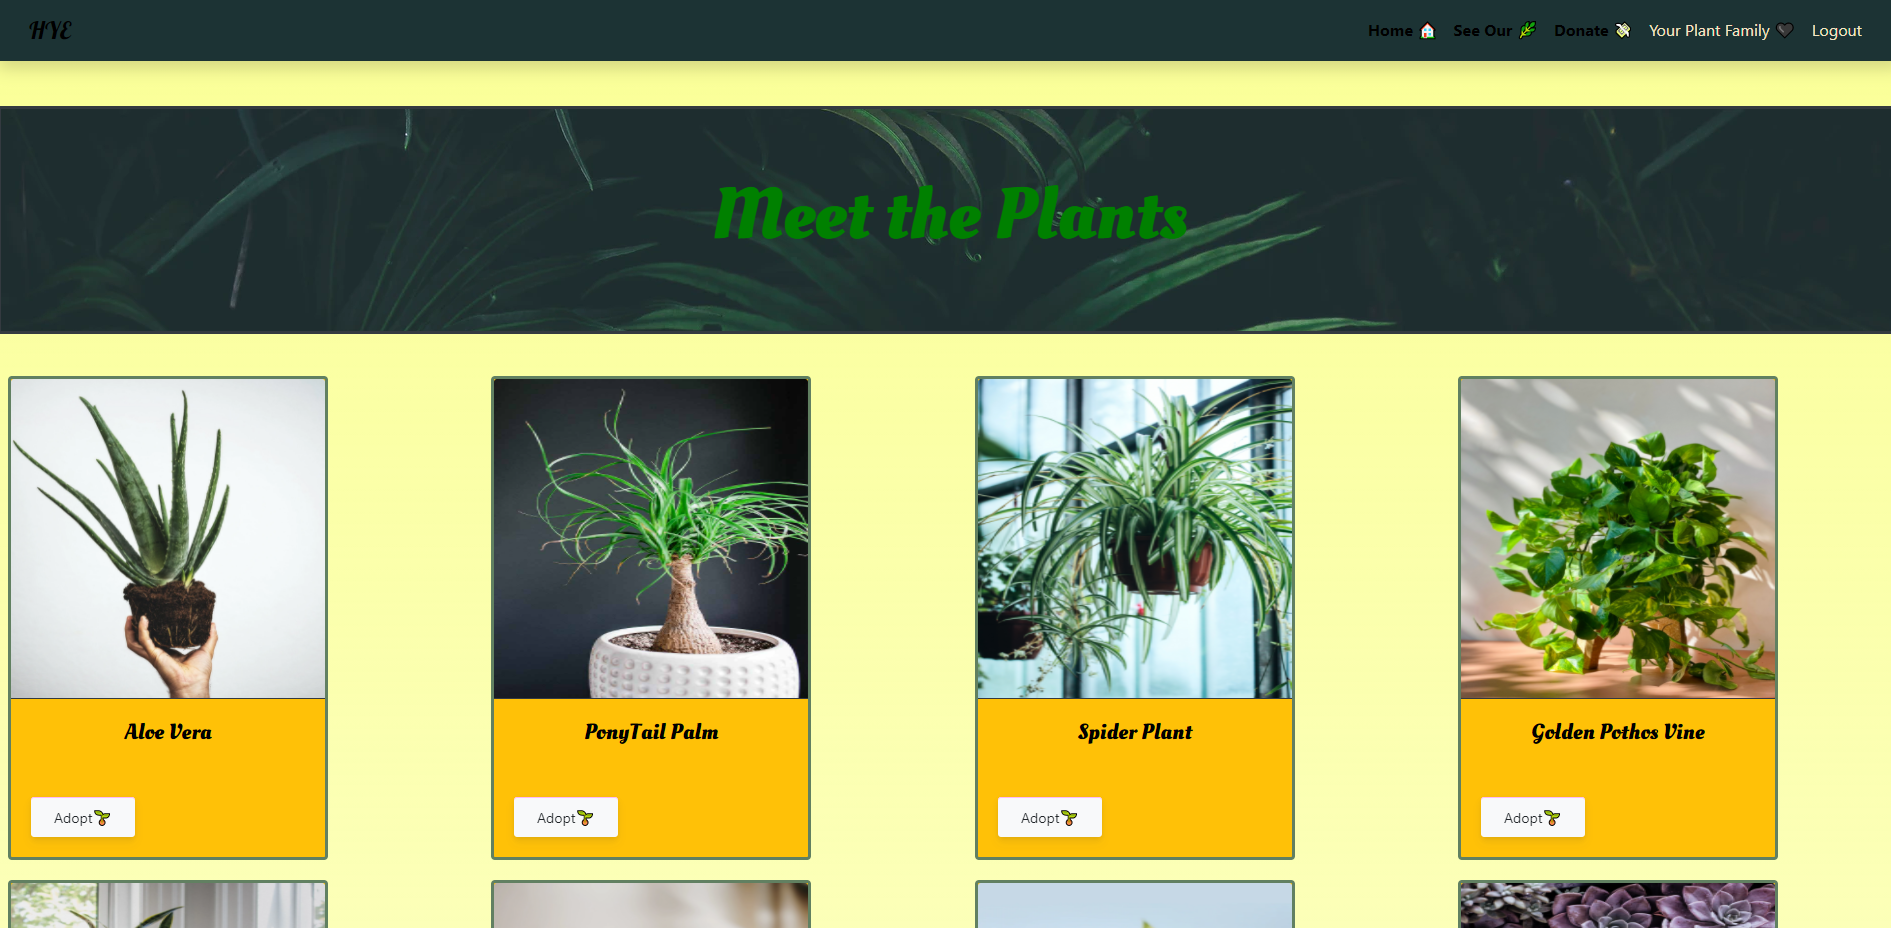 HYE
Home 🏠 See Our 🌿 Donate 💸 Your Plant Family 🖤 Logout
Meet the Plants
Aloe Vera
PonyTail Palm
Spider Plant
Golden Pothos Vine
Adopt🌱
Adopt🌱
Adopt🌱
Adopt🌱